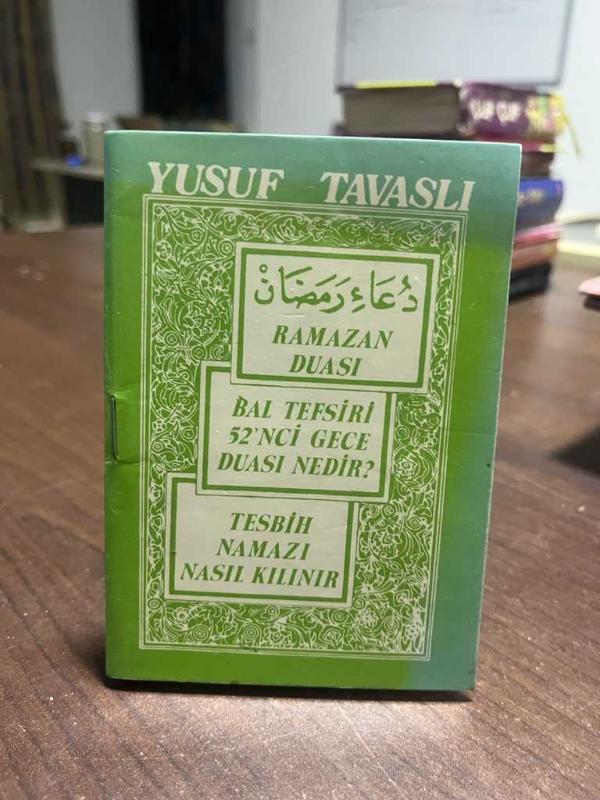 YUSUF TAVASLI
دُعَاءِ رَمَضَانْ
RAMAZAN
DUASI
BAL TEFSİRİ
52'NCİ GECE
DUASI NEDİR?
TESBİH
NAMAZI
NASIL KILINIR